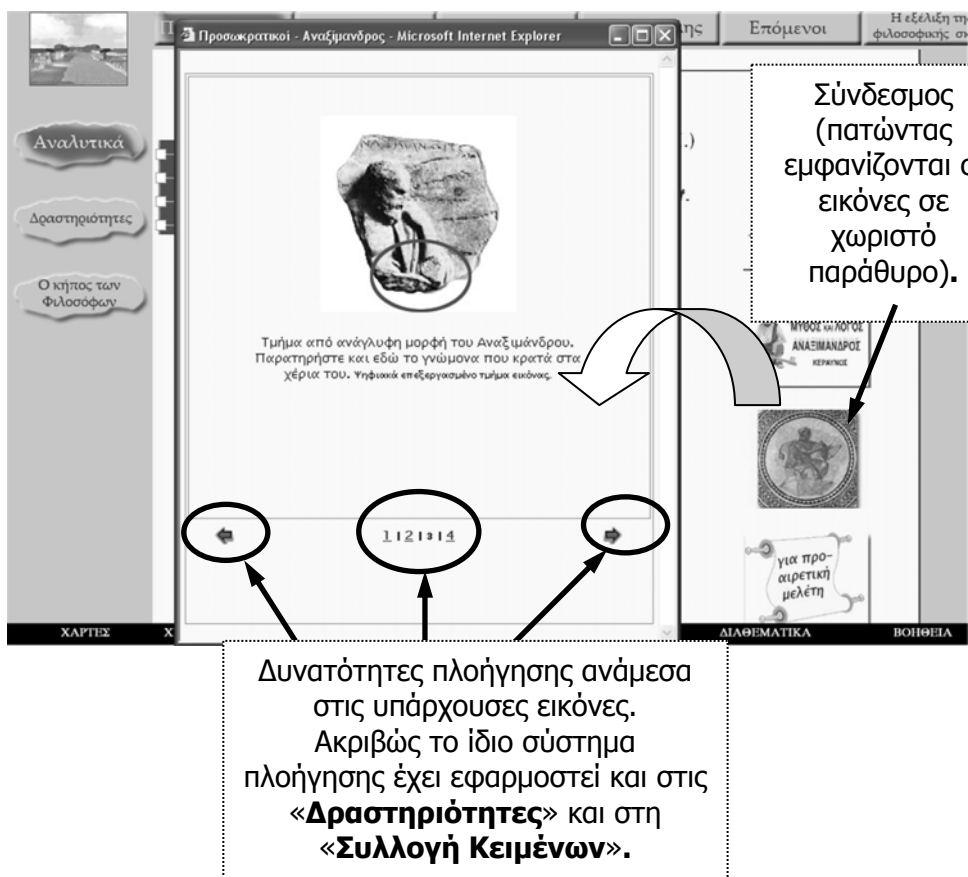 Προσωκρατικοί - Αναξίμανδρος - Microsoft Internet Explorer
ης
Επόμενοι
Η εξέλιξη της
φιλοσοφικής
Αναλυτικά
Δραστηριότητες
Ο κήπος των
Φιλοσόφων
.)
Σύνδεσμος
(πατώντας
εμφανίζονται
εικόνες σε
χωριστό
παράθυρο).
Τμήμα από ανάγλυφη μορφή του Αναξιμάνδρου.
Παρατηρήστε και εδώ το γνώμονα που κρατά στα
χέρια του. Ψηφιακά επεξεργασμένο τμήμα εικόνας.
ΜΥΘΟΣ ΚΑΙ ΛΟΓΟΣ
ΑΝΑΞΙΜΑΝΔΡΟΣ
ΚΕΡΑΥΝΟΣ
1 | 2 | 3 | 4
για προ-
αιρετική
μελέτη
ΧΑΡΤΕΣ
Χ
ΔΙΑΘΕΜΑΤΙΚΑ
ΒΟΗΘΕΙΑ
Δυνατότητες πλοήγησης ανάμεσα
στις υπάρχουσες εικόνες.
Ακριβώς το ίδιο σύστημα
πλοήγησης έχει εφαρμοστεί και στις
«Δραστηριότητες» και στη
«Συλλογή Κειμένων».